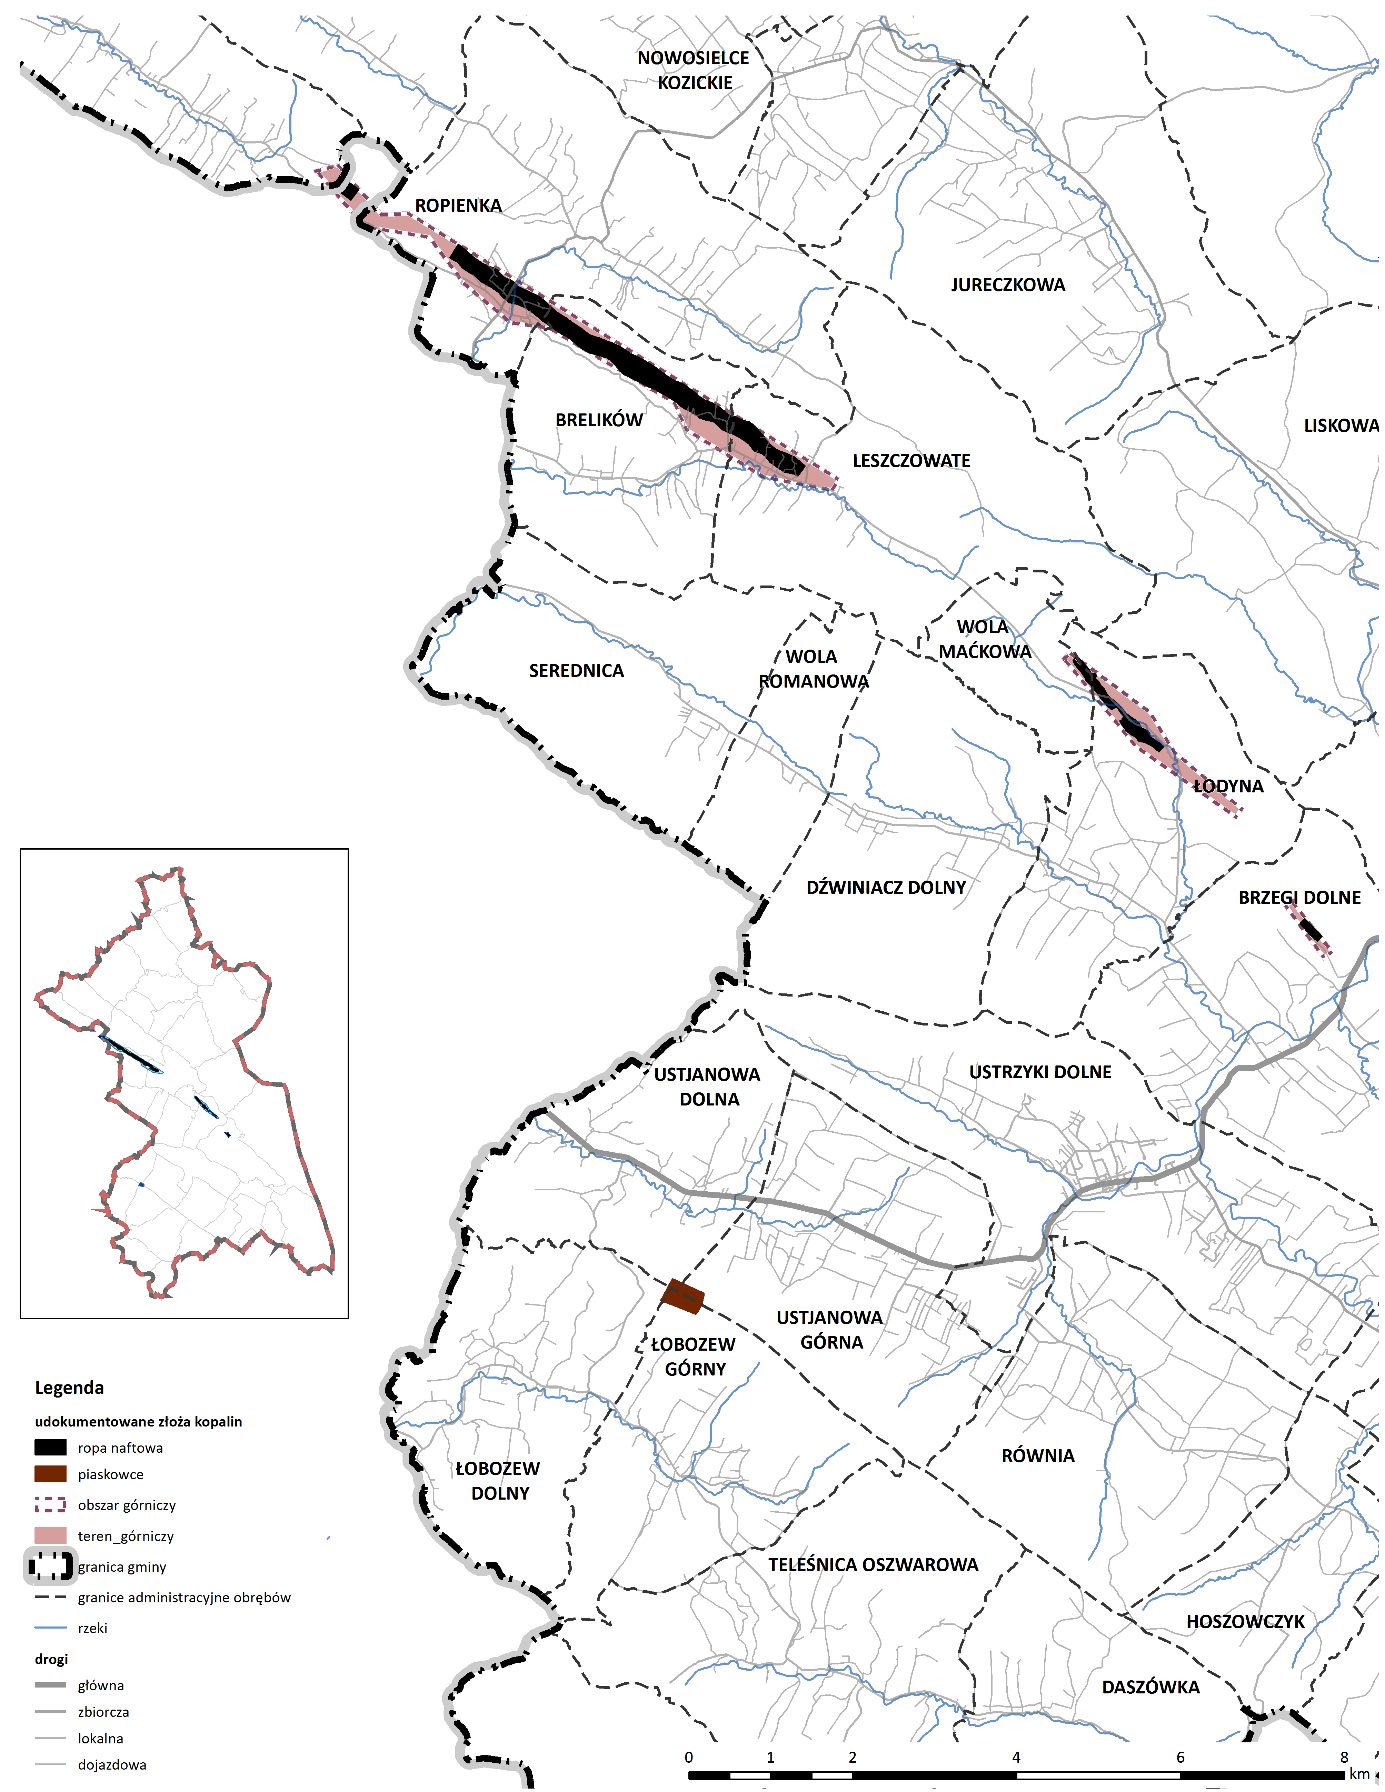 NOWOSIELCE
KOZICKIE
ROPIENKA
JURECZKOWA
BRELIKÓW
LISKOWA
LESZCZOWATE
WOLA
MAĆKOWA
WOLA
ROMANOWA
SEREDNICA
ŁODYNA
DŹWINIACZ DOLNY
BRZEGI DOLNE
USTJANOWA
DOLNA
USTRZYKI DOLNE
USTJANOWA
GÓRNA
ŁOBOZEW
GÓRNY
RÓWNIA
ŁOBOZEW
DOLNY
TELEŚNICA OSZWAROWA
HOSZOWCZYK
DASZÓWKA
Legenda
udokumentowane złoża kopalin
ropa naftowa
piaskowce
obszar górniczy
teren_górniczy
granica gminy
granice administracyjne obrębów
rzeki
drogi
główna
zbiorcza
lokalna
dojazdowa
0 1 2 4 6 8
km